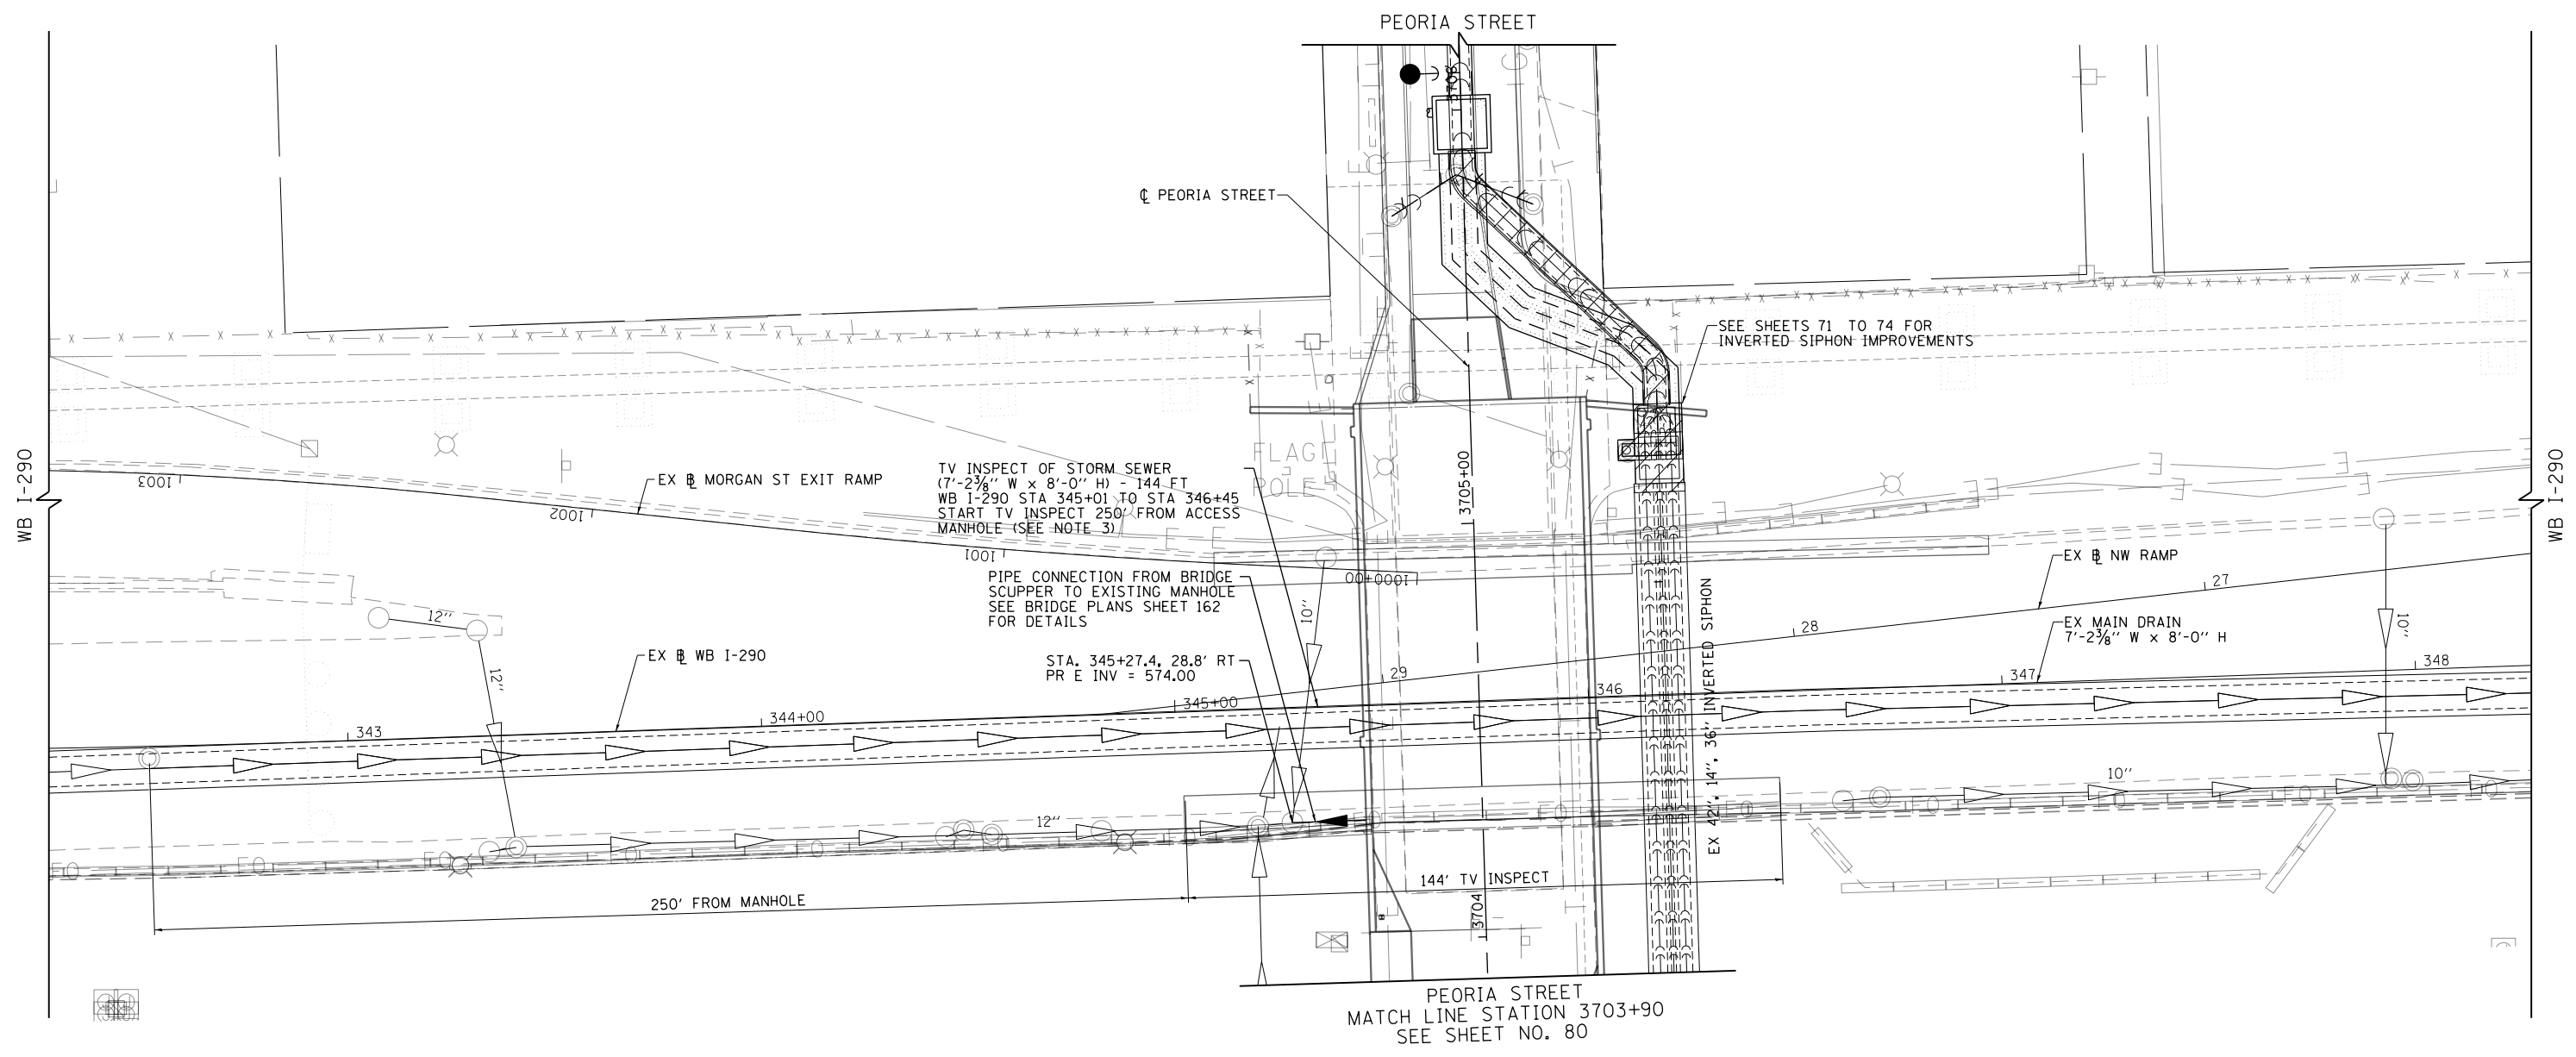 PEORIA STREET
3706
℄ PEORIA STREET
SEE SHEETS 71 TO 74 FOR
INVERTED SIPHON IMPROVEMENTS
WB I-290
WB I-290
FLAG
POLE
3705+00
EX ℄ MORGAN ST EXIT RAMP
1003
1002
1001
1000+00
TV INSPECT OF STORM SEWER
(7'-2⅜" W x 8'-0" H) - 144 FT
WB I-290 STA 345+01 TO STA 346+45
START TV INSPECT 250' FROM ACCESS
MANHOLE (SEE NOTE 3)
PIPE CONNECTION FROM BRIDGE
SCUPPER TO EXISTING MANHOLE
SEE BRIDGE PLANS SHEET 162
FOR DETAILS
STA. 345+27.4, 28.8' RT
PR E INV = 574.00
10"
EX 42", 14", 36" INVERTED SIPHON
EX BL NW RAMP
27
28
29
EX MAIN DRAIN
7'-2⅜" W x 8'-0" H
10"
12"
12"
EX BL WB I-290
343
344+00
345+00
346
347
348
12"
10"
250' FROM MANHOLE
144' TV INSPECT
3704
PEORIA STREET
MATCH LINE STATION 3703+90
SEE SHEET NO. 80